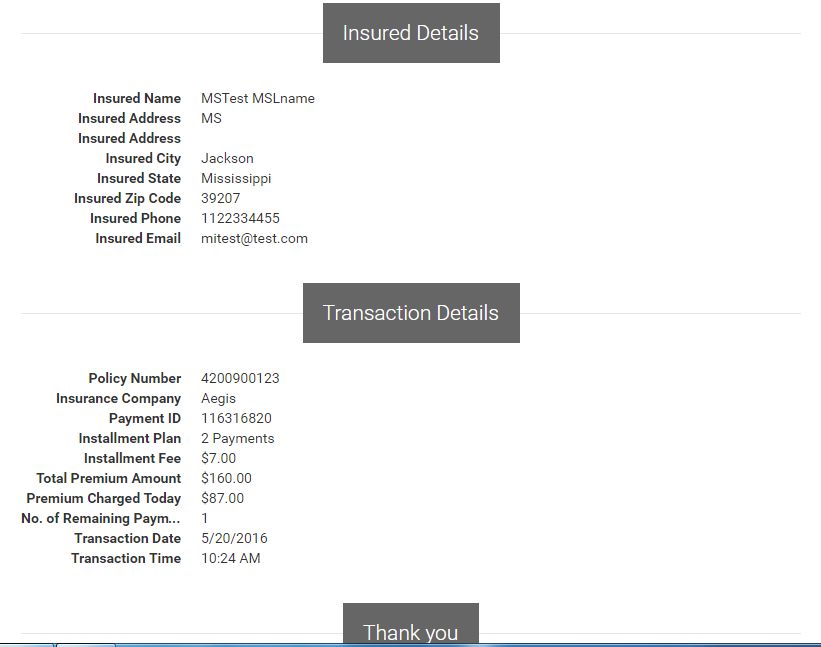 Insured Details
Insured Name MSTest MSLname
Insured Address MS
Insured Address
Insured City Jackson
Insured State Mississippi
Insured Zip Code 39207
Insured Phone 1122334455
Insured Email mitest@test.com
Transaction Details
Policy Number 4200900123
Insurance Company Aegis
Payment ID 116316820
Installment Plan 2 Payments
Installment Fee $7.00
Total Premium Amount $160.00
Premium Charged Today $87.00
No. of Remaining Paym... 1
Transaction Date 5/20/2016
Transaction Time 10:24 AM
Thank you